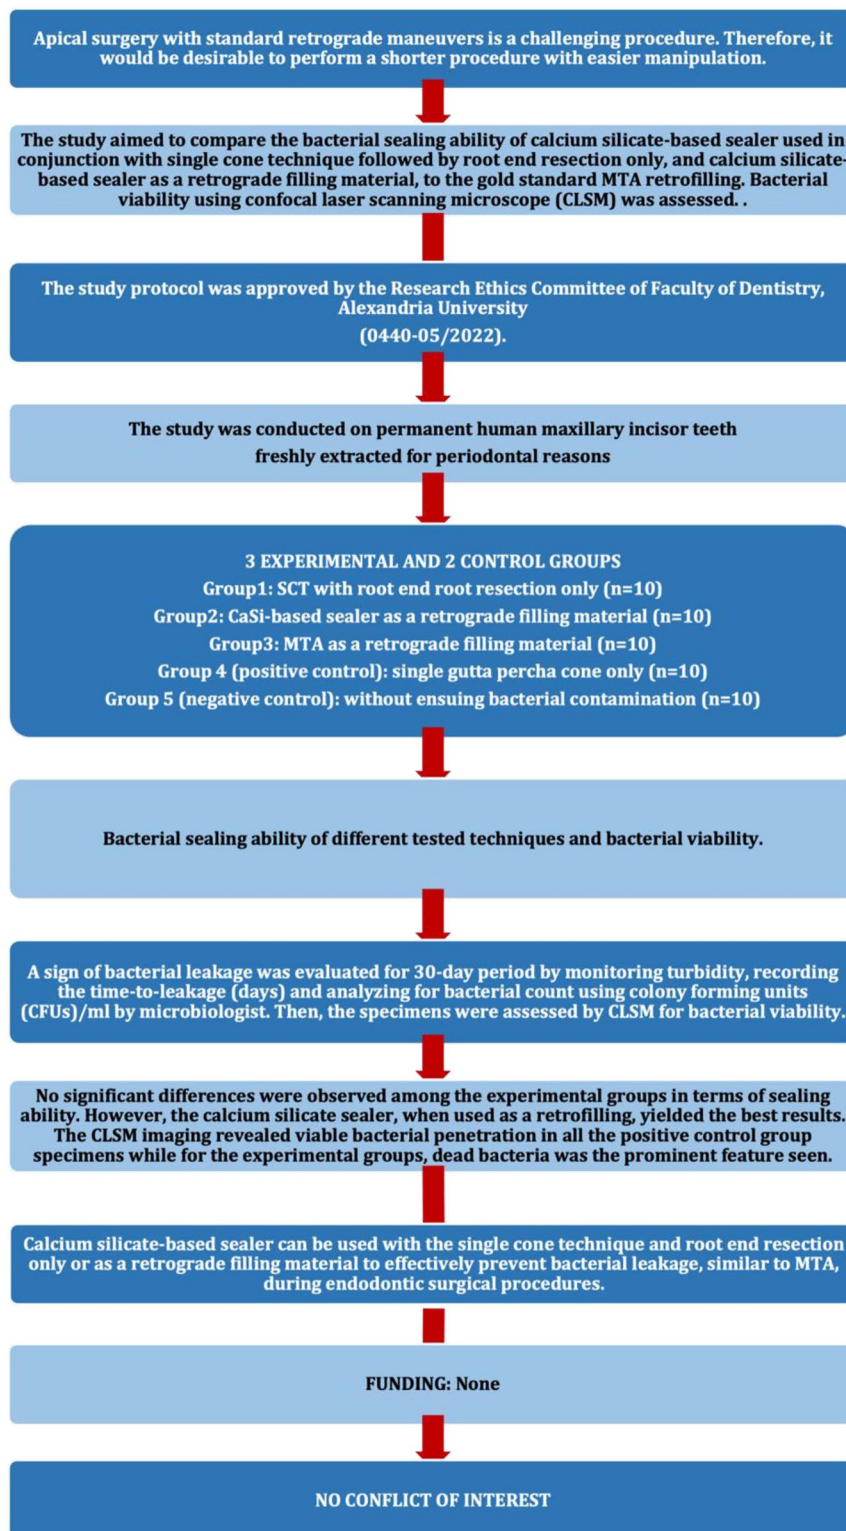 Apical surgery with standard retrograde maneuvers is a challenging procedure. Therefore, it
would be desirable to perform a shorter procedure with easier manipulation.
The study aimed to compare the bacterial sealing ability of calcium silicate-based sealer used in
conjunction with single cone technique followed by root end resection only, and calcium silicate-
based sealer as a retrograde filling material, to the gold standard MTA retrofilling. Bacterial
viability using confocal laser scanning microscope (CLSM) was assessed. .
The study protocol was approved by the Research Ethics Committee of Faculty of Dentistry,
Alexandria University
(0440-05/2022).
The study was conducted on permanent human maxillary incisor teeth
freshly extracted for periodontal reasons
3 EXPERIMENTAL AND 2 CONTROL GROUPS
Group1: SCT with root end root resection only (n=10)
Group2: CaSi-based sealer as a retrograde filling material (n=10)
Group3: MTA as a retrograde filling material (n=10)
Group 4 (positive control): single gutta percha cone only (n=10)
Group 5 (negative control): without ensuing bacterial contamination (n=10)
Bacterial sealing ability of different tested techniques and bacterial viability.
A sign of bacterial leakage was evaluated for 30-day period by monitoring turbidity, recording
the time-to-leakage (days) and analyzing for bacterial count using colony forming units
(CFUs)/ml by microbiologist. Then, the specimens were assessed by CLSM for bacterial viability.
No significant differences were observed among the experimental groups in terms of sealing
ability. However, the calcium silicate sealer, when used as a retrofilling, yielded the best results.
The CLSM imaging revealed viable bacterial penetration in all the positive control group
specimens while for the experimental groups, dead bacteria was the prominent feature seen.
Calcium silicate-based sealer can be used with the single cone technique and root end resection
only or as a retrograde filling material to effectively prevent bacterial leakage, similar to MTA,
during endodontic surgical procedures.
FUNDING: None
NO CONFLICT OF INTEREST